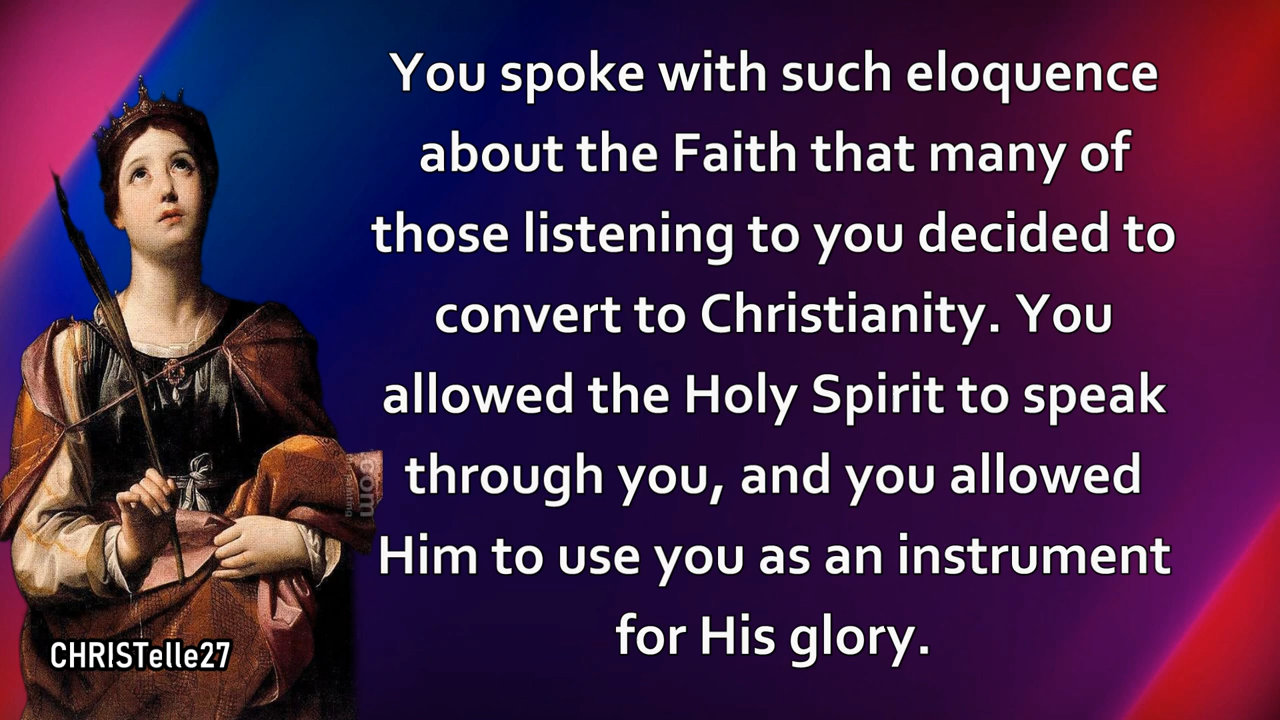 You spoke with such eloquence
about the Faith that many of
those listening to you decided to
convert to Christianity. You
allowed the Holy Spirit to speak
through you, and you allowed
Him to use you as an instrument
for His glory.
com
CHRISTelle27